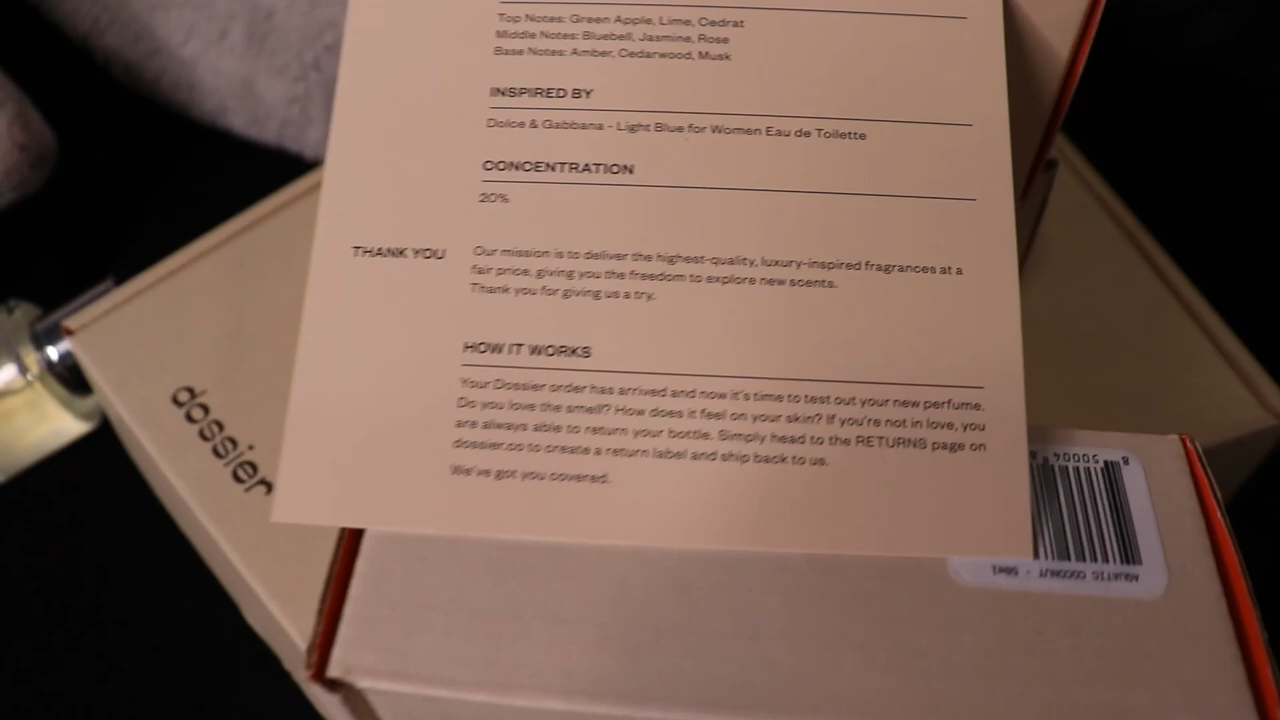 Top Notes: Green Apple, Lime, Cedrat
Middle Notes: Bluebell, Jasmine, Rose
Base Notes: Amber, Cedarwood, Musk
INSPIRED BY
Dolce & Gabbana - Light Blue for Women Eau de Toilette
CONCENTRATION
20%
THANK YOU
Our mission is to deliver the highest-quality, luxury-inspired fragrances at a
fair price, giving you the freedom to explore new scents.
Thank you for giving us a try.
HOW IT WORKS
Your Dossier order has arrived and now it's time to test out your new perfume.
Do you love the smell? How does it feel on your skin? If you're not in love, you
are always able to return your bottle. Simply head to the RETURNS page on
dossier.co to create a return label and ship back to us.
We've got you covered.
dossier
8 50004 8
AQUATIC COCONUT - 50ml